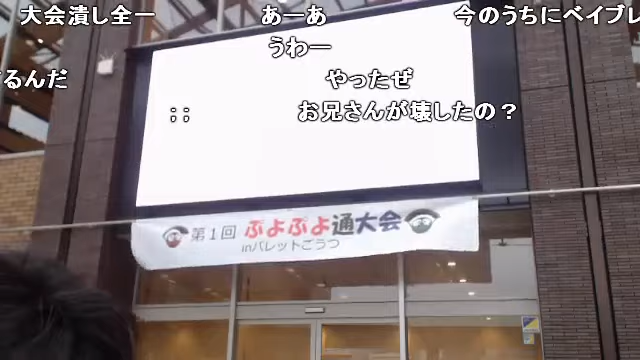 大会潰し全一
あーあ
今のうちにベイブレ
うわー
るんだ
やったぜ
;;
お兄さんが壊したの？
第1回 ぷよぷよ通大会
inパレットごうつ